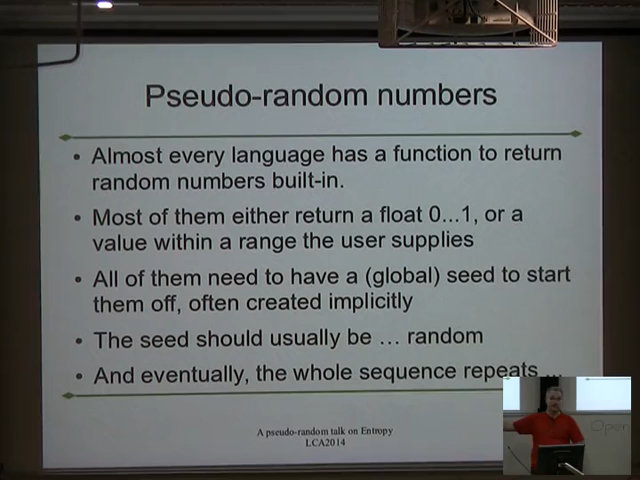 Pseudo-random numbers
• Almost every language has a function to return
random numbers built-in.
• Most of them either return a float 0...1, or a
value within a range the user supplies
• All of them need to have a (global) seed to start
them off, often created implicitly
• The seed should usually be … random
• And eventually, the whole sequence repeats ...
A pseudo-random talk on Entropy
LCA2014
Open